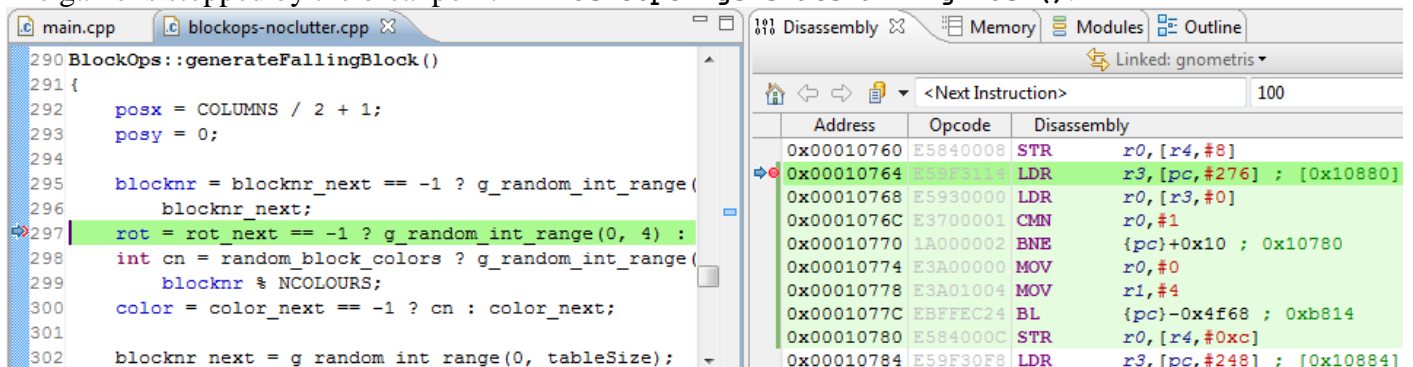 main.cpp
blockops-noclutter.cpp
290 BlockOps::generateFallingBlock()
291 {
292 posx = COLUMNS / 2 + 1;
293 posy = 0;
294
295 blocknr = blocknr_next == -1 ? g_random_int_range(
296 blocknr_next;
297 rot = rot_next == -1 ? g_random_int_range(0, 4) :
298 int cn = random_block_colors ? g_random_int_range(
299 blocknr % NCOLOURS;
300 color = color_next == -1 ? cn : color_next;
301
302 blocknr_next = g_random_int_range(0, tableSize);
Disassembly Memory Modules Outline
Linked: gnometris
<Next Instruction> 100
Address Opcode Disassembly
0x00010760 E5840008 STR r0,[r4,#8]
0x00010764 E59F3114 LDR r3,[pc,#276] ; [0x10880]
0x00010768 E5930000 LDR r0,[r3,#0]
0x0001076C E3700001 CMN r0,#1
0x00010770 1A000002 BNE {pc}+0x10 ; 0x10780
0x00010774 E3A00000 MOV r0,#0
0x00010778 E3A01004 MOV r1,#4
0x0001077C EBFFEC24 BL {pc}-0x4f68 ; 0xb814
0x00010780 E584000C STR r0,[r4,#0xc]
0x00010784 E59F30F8 LDR r3,[pc,#248] ; [0x10884]